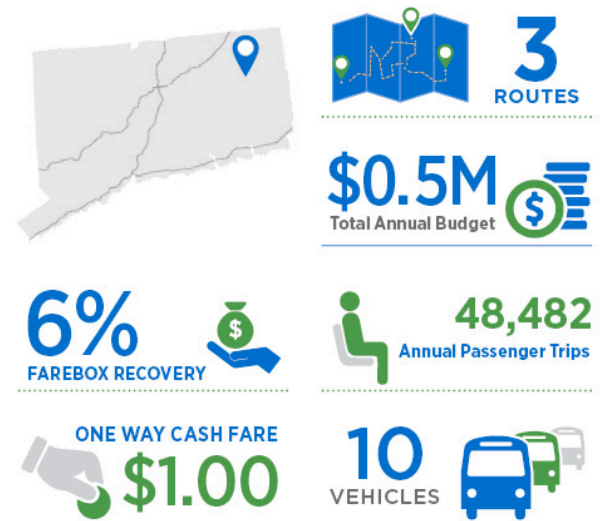 3
ROUTES
$0.5M
Total Annual Budget
$
6%
FAREBOX RECOVERY
$
48,482
Annual Passenger Trips
ONE WAY CASH FARE
$1.00
10
VEHICLES